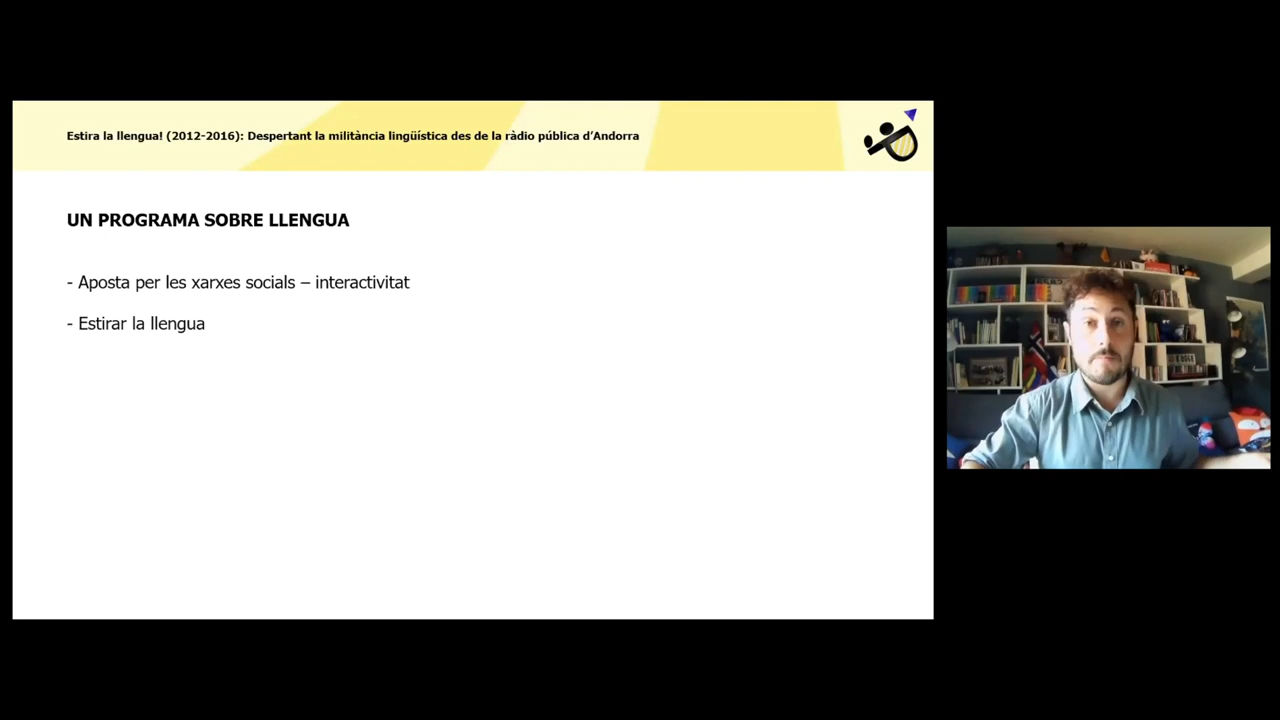 Estira la llengua! (2012-2016): Despertant la militància lingüística des de la ràdio pública d’Andorra
UN PROGRAMA SOBRE LLENGUA
- Aposta per les xarxes socials – interactivitat
- Estirar la llengua